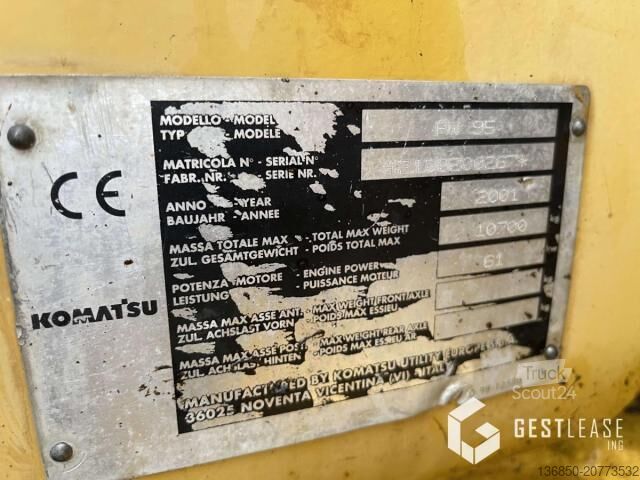 MODELLO - MODEL
TYP - MODELE
PW 95
MATRICOLA N° - SERIAL N°
FABR. NR. - SERIE NR.
ANNO - YEAR
BAUJAHR - ANNEE
2001
MASSA TOTALE MAX - TOTAL MAX WEIGHT
ZUL. GESAMTGEWICHT - POIDS TOTAL MAX
10700
POTENZA MOTORE - ENGINE POWER
LEISTUNG - PUISSANCE MOTEUR
61
MASSA MAX ASSE ANT. - MAX WEIGHT FRONT AXLE
ZUL. ACHSLAST VORN - POIDS MAX ESSIEU
MASSA MAX ASSE POST. - MAX WEIGHT REAR AXLE
ZUL. ACHSLAST HINTEN - POIDS MAX ESSIEU AR
MANUFACTURED BY KOMATSU UTILITY EUROPE
36025 NOVENTA VICENTINA (VI) - ITALY
CE
KOMATSU
Truck
Scout24
GESTLEASE
INC
136850-20773532